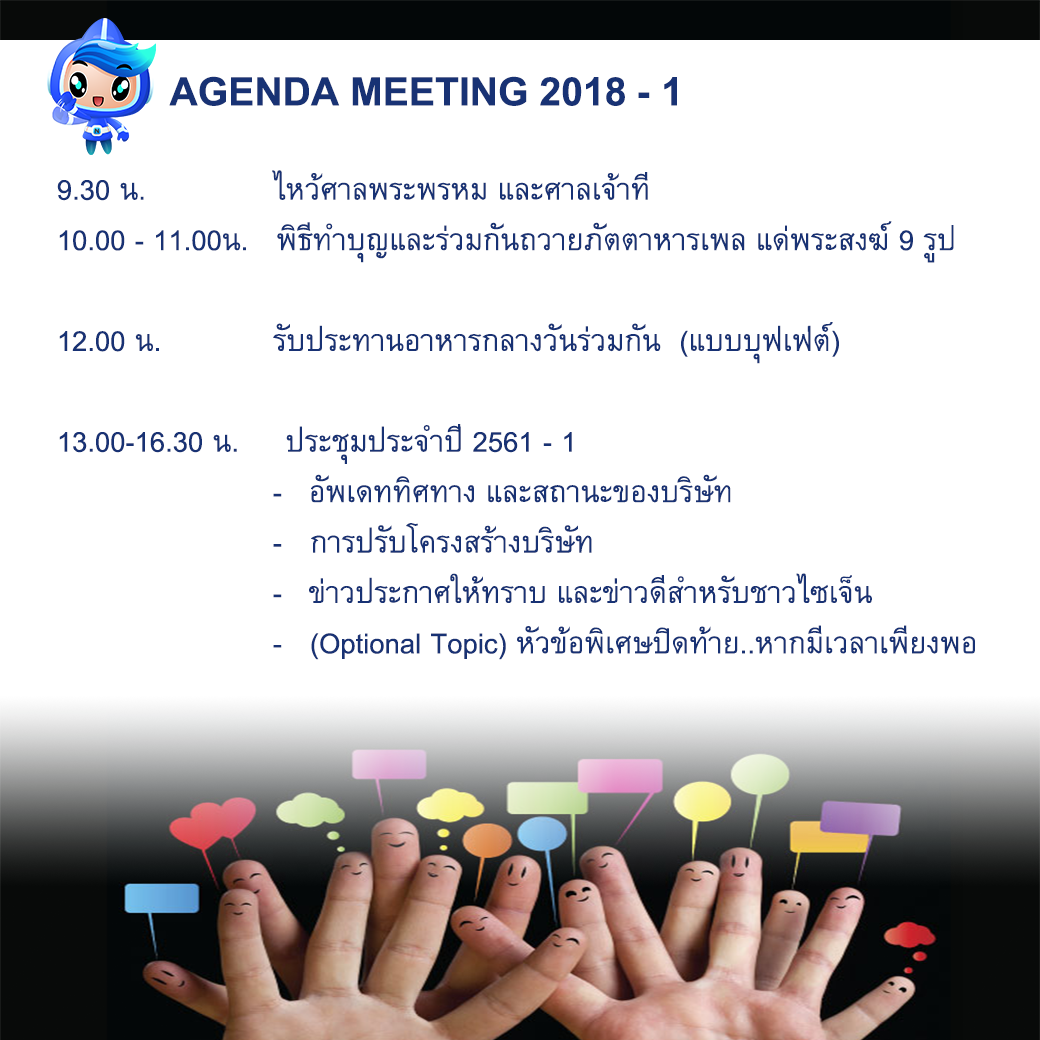 AGENDA MEETING 2018 - 1
9.30 น. ไหว้ศาลพระพรหม และศาลเจ้าที่
10.00 - 11.00น. พิธีทำบุญและร่วมกันถวายภัตตาหารเพล แด่พระสงฆ์ 9 รูป
12.00 น. รับประทานอาหารกลางวันร่วมกัน (แบบบุฟเฟต์)
13.00-16.30 น. ประชุมประจำปี 2561 - 1
- อัพเดททิศทาง และสถานะของบริษัท
- การปรับโครงสร้างบริษัท
- ข่าวประกาศให้ทราบ และข่าวดีสำหรับชาวไซเจ็น
- (Optional Topic) หัวข้อพิเศษปิดท้าย..หากมีเวลาเพียงพอ
N